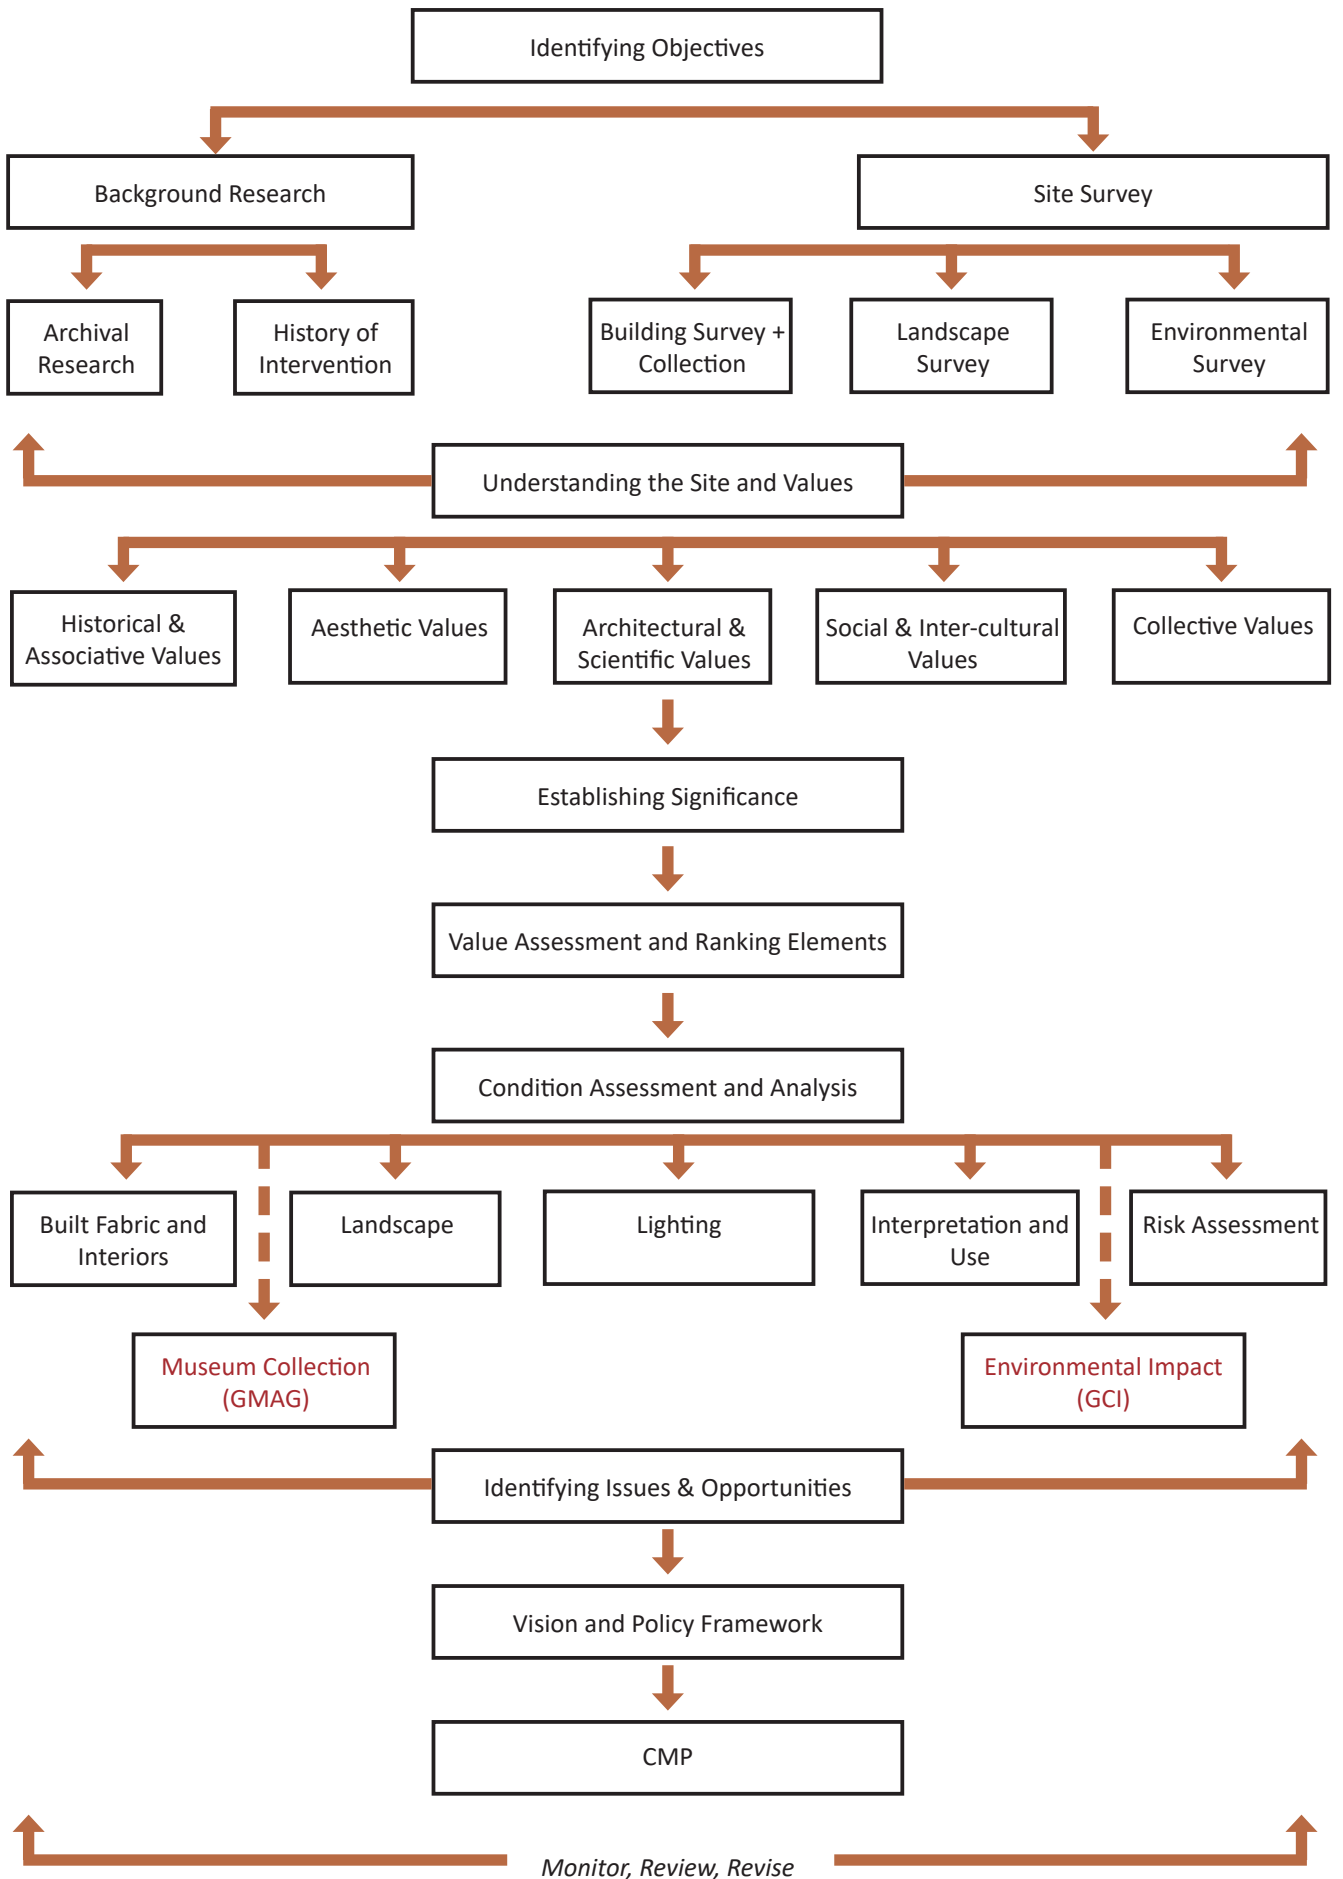 Identifying Objectives
Background Research
Site Survey
Archival
Research
History of
Intervention
Building Survey +
Collection
Landscape
Survey
Environmental
Survey
Understanding the Site and Values
Historical &
Associative Values
Aesthetic Values
Architectural &
Scientific Values
Social & Inter-cultural
Values
Collective Values
Establishing Significance
Value Assessment and Ranking Elements
Condition Assessment and Analysis
Built Fabric and
Interiors
Landscape
Lighting
Interpretation and
Use
Risk Assessment
Museum Collection
(GMAG)
Environmental Impact
(GCI)
Identifying Issues & Opportunities
Vision and Policy Framework
CMP
Monitor, Review, Revise